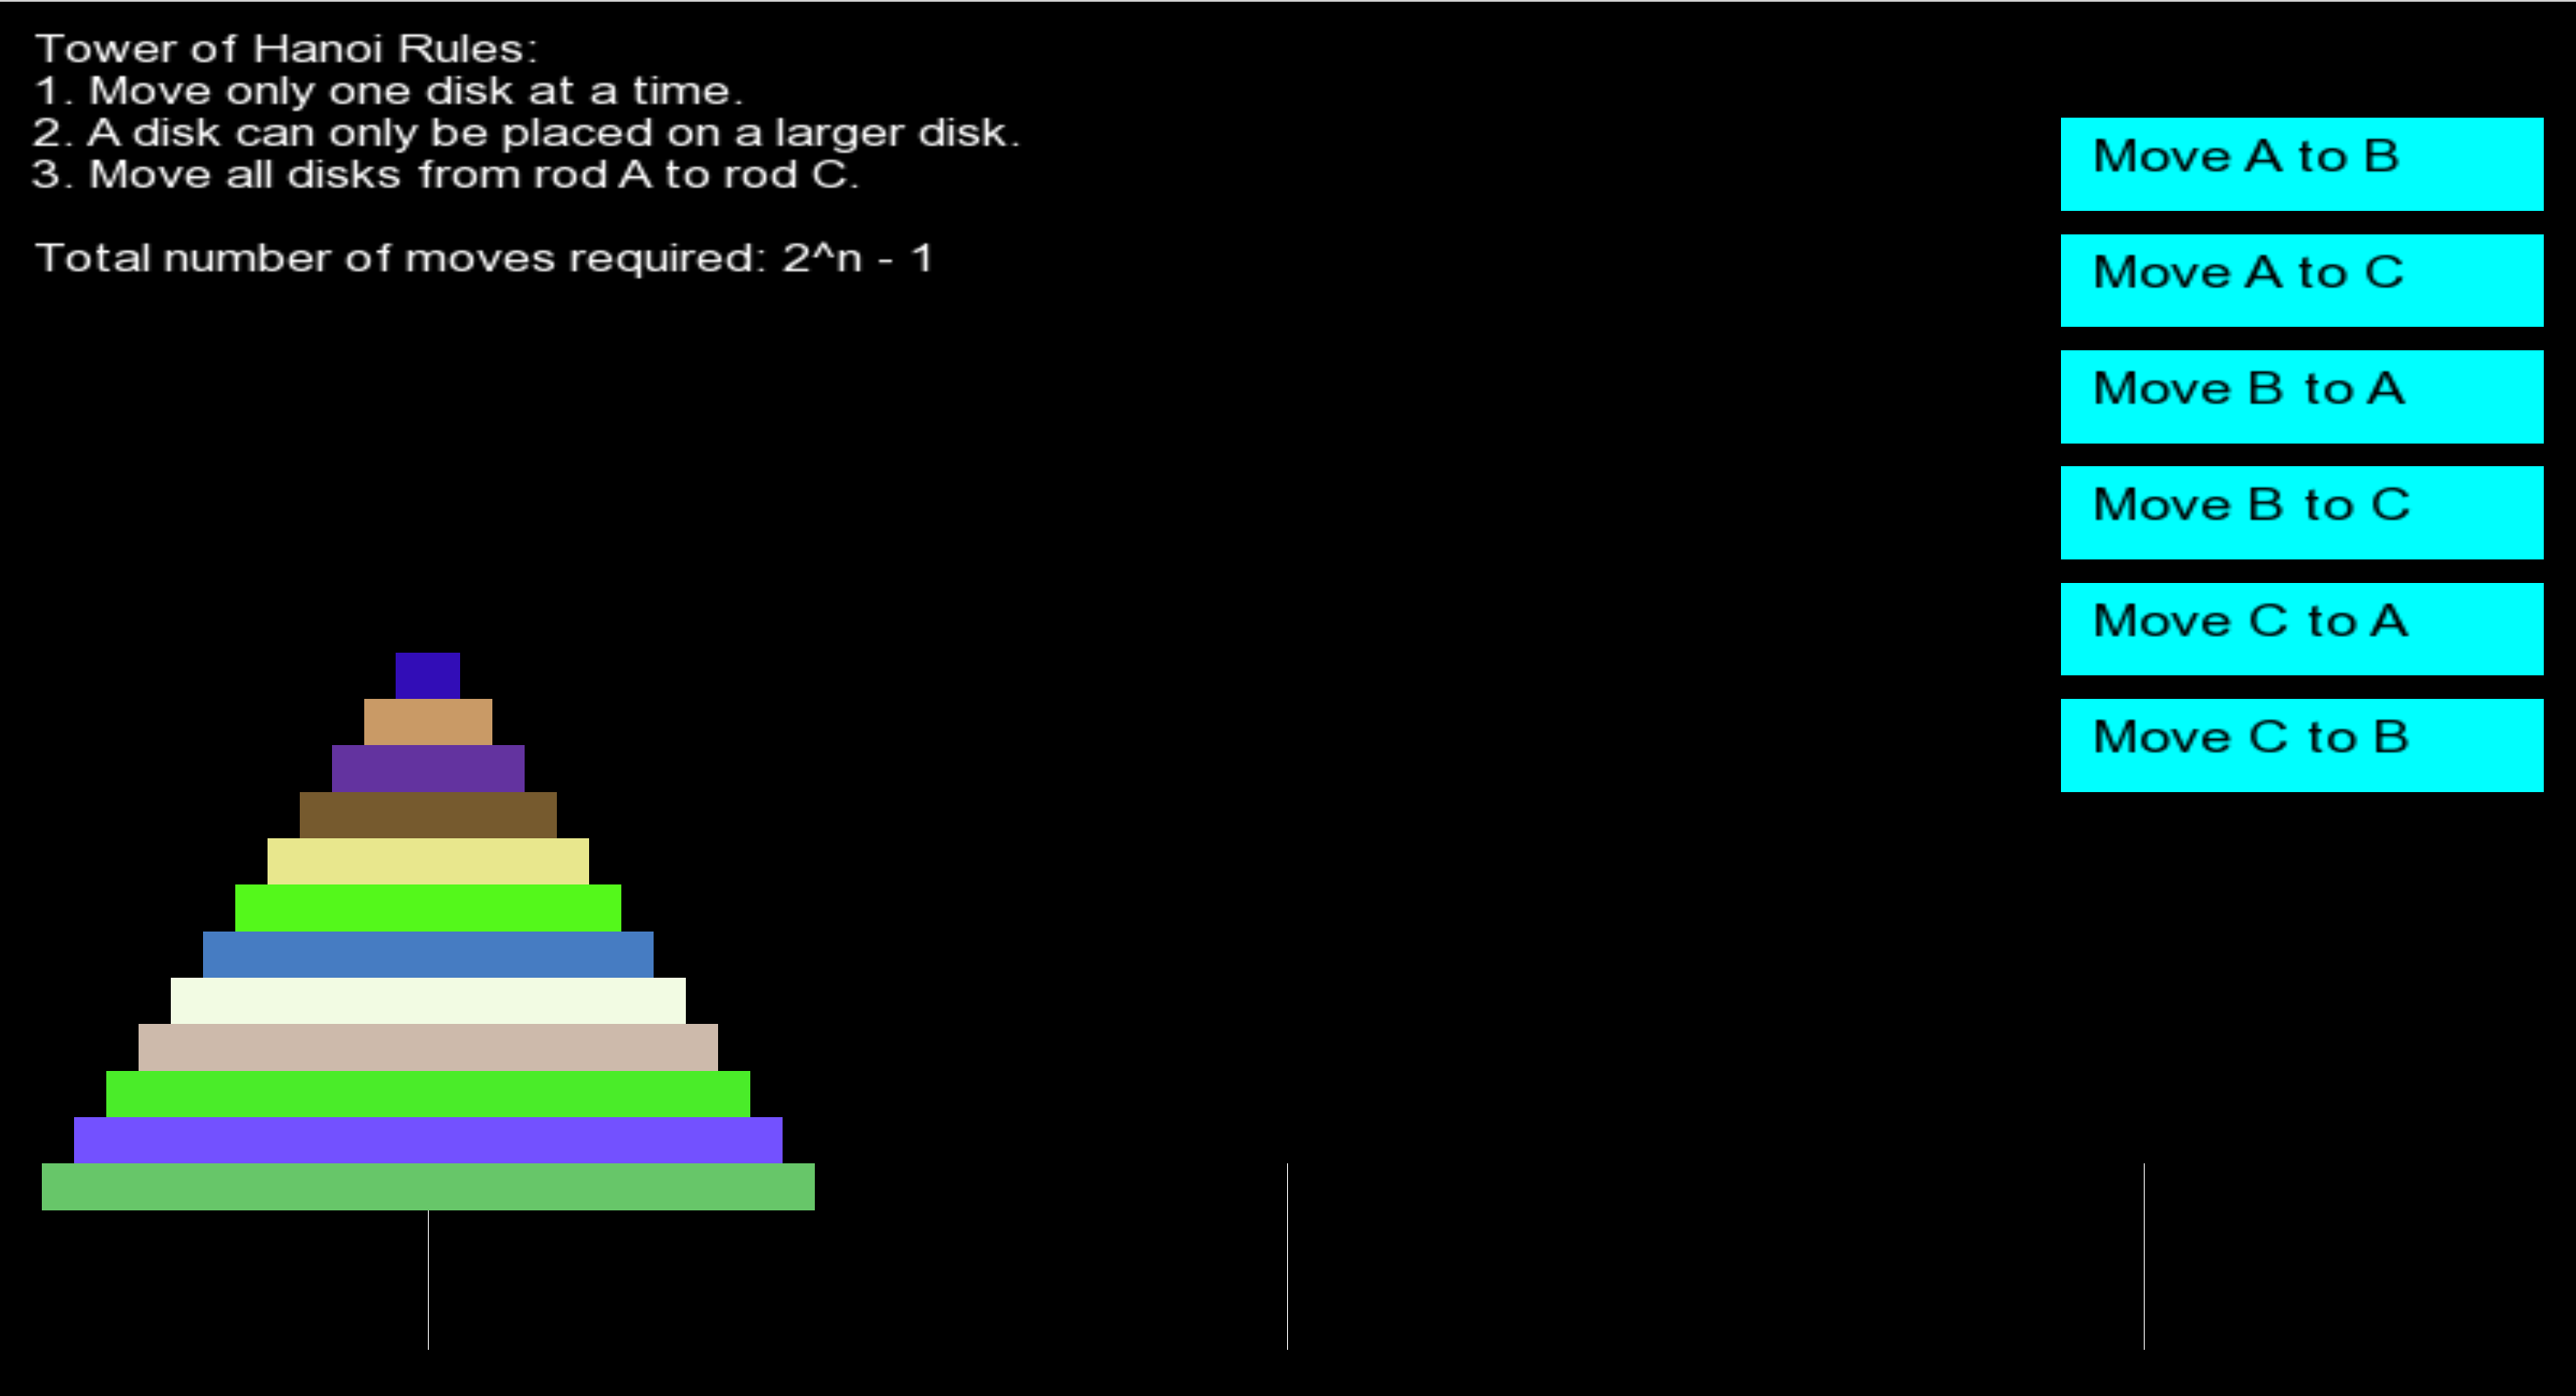 Tower of Hanoi Rules:
1. Move only one disk at a time.
2. A disk can only be placed on a larger disk.
3. Move all disks from rod A to rod C.
Total number of moves required: 2^n - 1
Move A to B
Move A to C
Move B to A
Move B to C
Move C to A
Move C to B